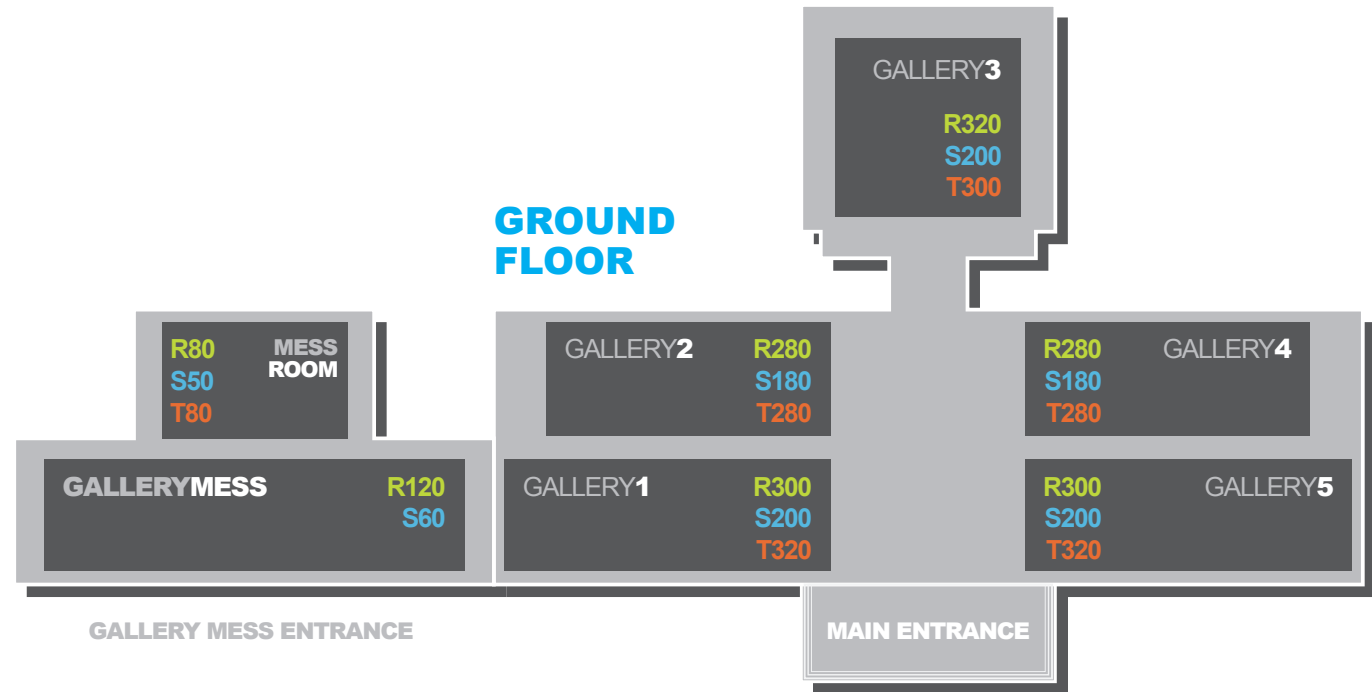 GALLERY3
R320
S200
T300
GROUND
FLOOR
R80
S50
T80
MESS
ROOM
GALLERY2
R280
S180
T280
R280
S180
T280
GALLERY4
GALLERYMESS
R120
S60
GALLERY1
R300
S200
T320
R300
S200
T320
GALLERY5
GALLERY MESS ENTRANCE
MAIN ENTRANCE